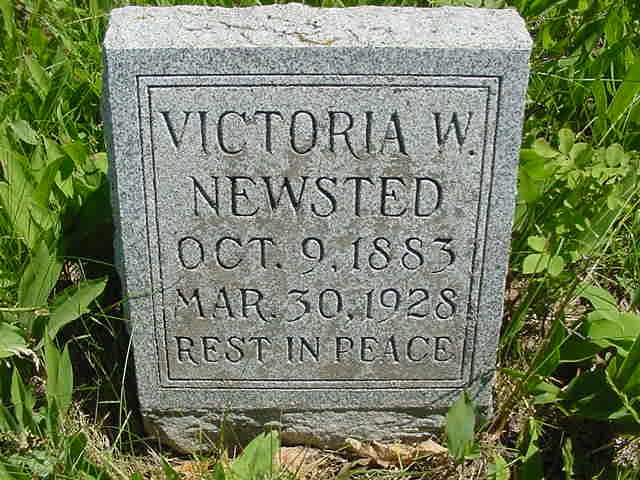 VICTORIA W.
NEWSTED
OCT. 9, 1883
MAR. 30, 1928
REST IN PEACE